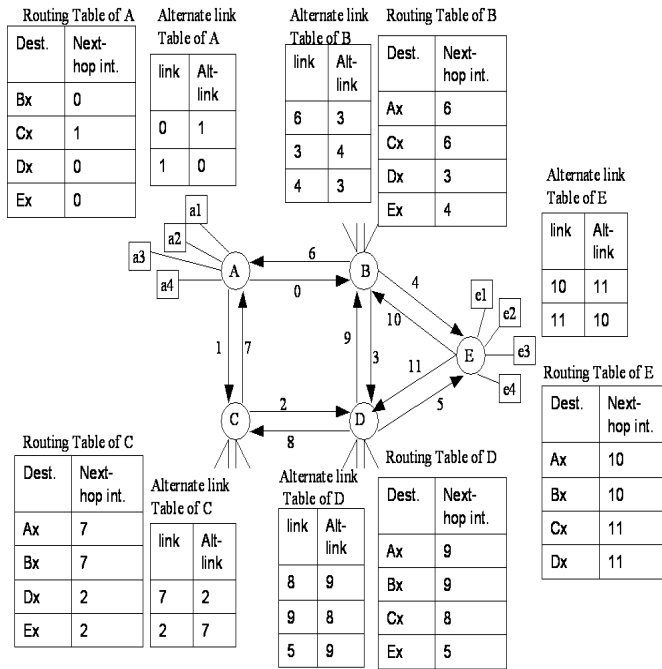 Routing Table of A
Dest. Next-hop int.
Bx 0
Cx 1
Dx 0
Ex 0
Alternate link
Table of A
link Alt-link
0 1
1 0
Alternate link
Table of B
link Alt-link
6 3
3 4
4 3
Routing Table of B
Dest. Next-hop int.
Ax 6
Cx 6
Dx 3
Ex 4
Alternate link
Table of E
link Alt-link
10 11
11 10
a1
a2
a3
a4
A
6
B
0
4
10
e1
e2
e3
e4
E
1
7
9
3
11
5
C
2
D
8
Routing Table of E
Dest. Next-hop int.
Ax 10
Bx 10
Cx 11
Dx 11
Routing Table of C
Dest. Next-hop int.
Ax 7
Bx 7
Dx 2
Ex 2
Alternate link
Table of C
link Alt-link
7 2
2 7
Alternate link
Table of D
link Alt-link
8 9
9 8
5 9
Routing Table of D
Dest. Next-hop int.
Ax 9
Bx 9
Cx 8
Ex 5